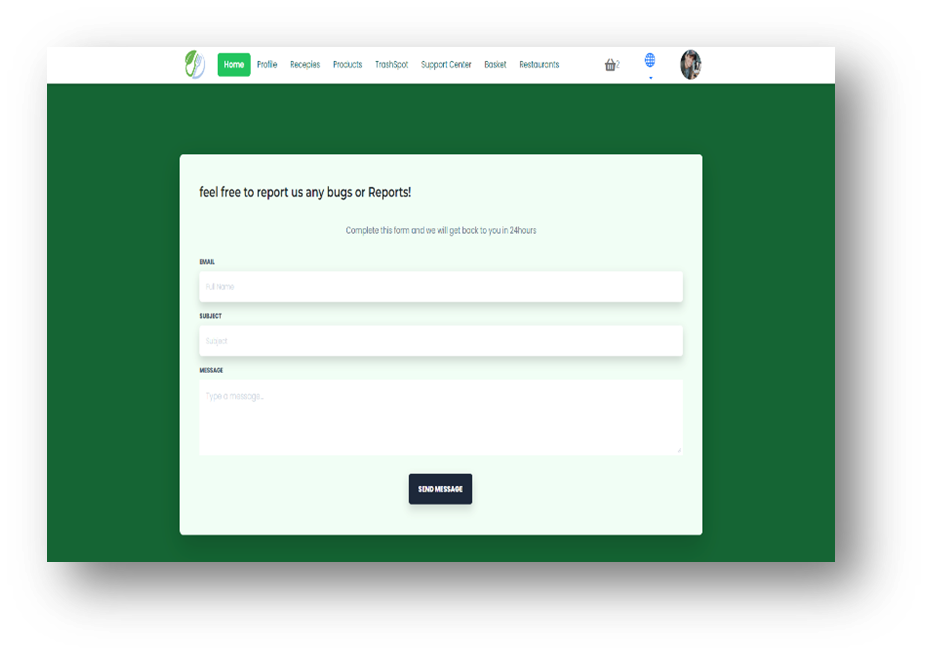 Home Profile Recepies Products TrashSpot Support Center Basket Restaurants 2
feel free to report us any bugs or Reports!
Complete this form and we will get back to you in 24hours
EMAIL
Full Name
SUBJECT
Subject
MESSAGE
Type a message...
SEND MESSAGE